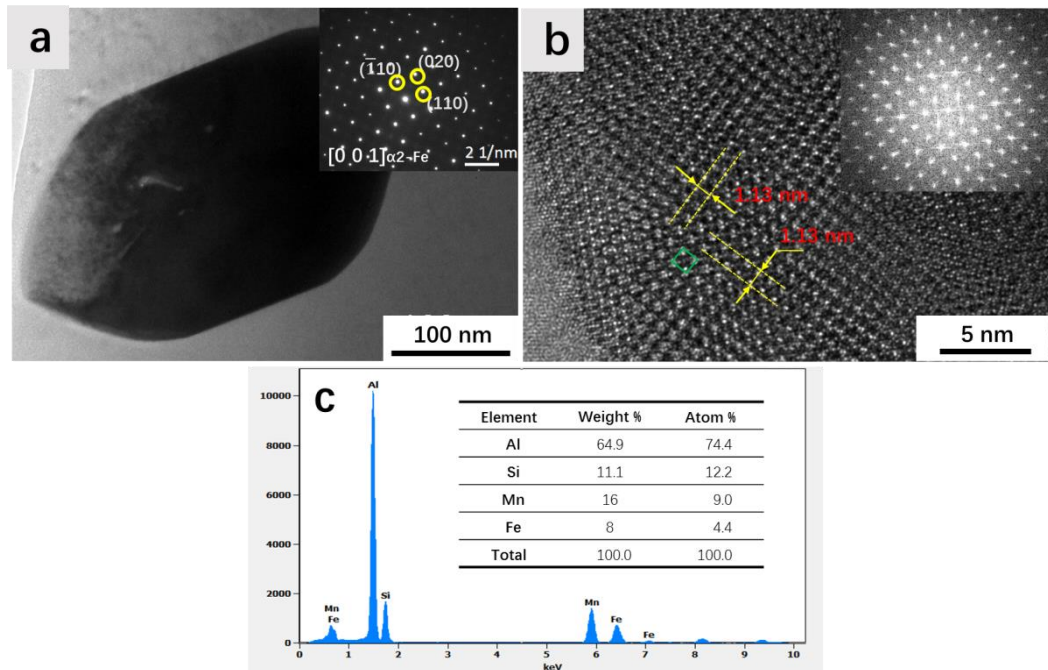 a
(1̅10)
(020)
(110)
[0 0 1]α2-Fe
2 1/nm
100 nm
b
1.13 nm
1.13 nm
5 nm
c
Al
Si
Mn
Fe
Mn
Fe
Fe
10000
8000
6000
4000
2000
0
0 1 2 3 4 5 6 7 8 9 10
keV
Element Weight % Atom %
Al 64.9 74.4
Si 11.1 12.2
Mn 16 9.0
Fe 8 4.4
Total 100.0 100.0